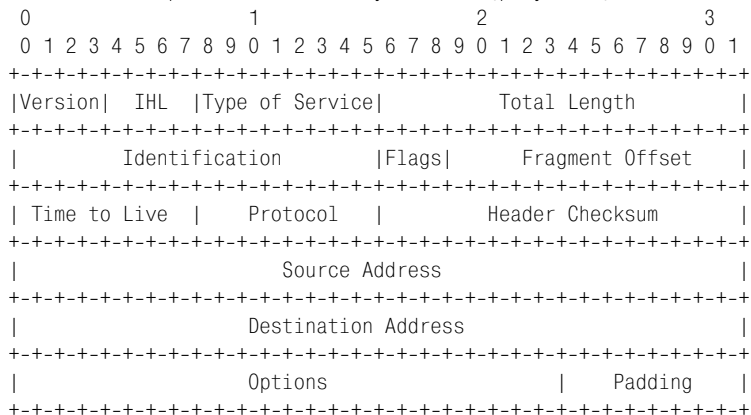 0                   1                   2                   3
0 1 2 3 4 5 6 7 8 9 0 1 2 3 4 5 6 7 8 9 0 1 2 3 4 5 6 7 8 9 0 1
+-+-+-+-+-+-+-+-+-+-+-+-+-+-+-+-+-+-+-+-+-+-+-+-+-+-+-+-+-+-+-+-+
|Version|  IHL  |Type of Service|          Total Length         |
+-+-+-+-+-+-+-+-+-+-+-+-+-+-+-+-+-+-+-+-+-+-+-+-+-+-+-+-+-+-+-+-+
|         Identification        |Flags|      Fragment Offset    |
+-+-+-+-+-+-+-+-+-+-+-+-+-+-+-+-+-+-+-+-+-+-+-+-+-+-+-+-+-+-+-+-+
|  Time to Live |    Protocol   |         Header Checksum       |
+-+-+-+-+-+-+-+-+-+-+-+-+-+-+-+-+-+-+-+-+-+-+-+-+-+-+-+-+-+-+-+-+
|                       Source Address                          |
+-+-+-+-+-+-+-+-+-+-+-+-+-+-+-+-+-+-+-+-+-+-+-+-+-+-+-+-+-+-+-+-+
|                    Destination Address                        |
+-+-+-+-+-+-+-+-+-+-+-+-+-+-+-+-+-+-+-+-+-+-+-+-+-+-+-+-+-+-+-+-+
|                    Options                    |    Padding    |
+-+-+-+-+-+-+-+-+-+-+-+-+-+-+-+-+-+-+-+-+-+-+-+-+-+-+-+-+-+-+-+-+